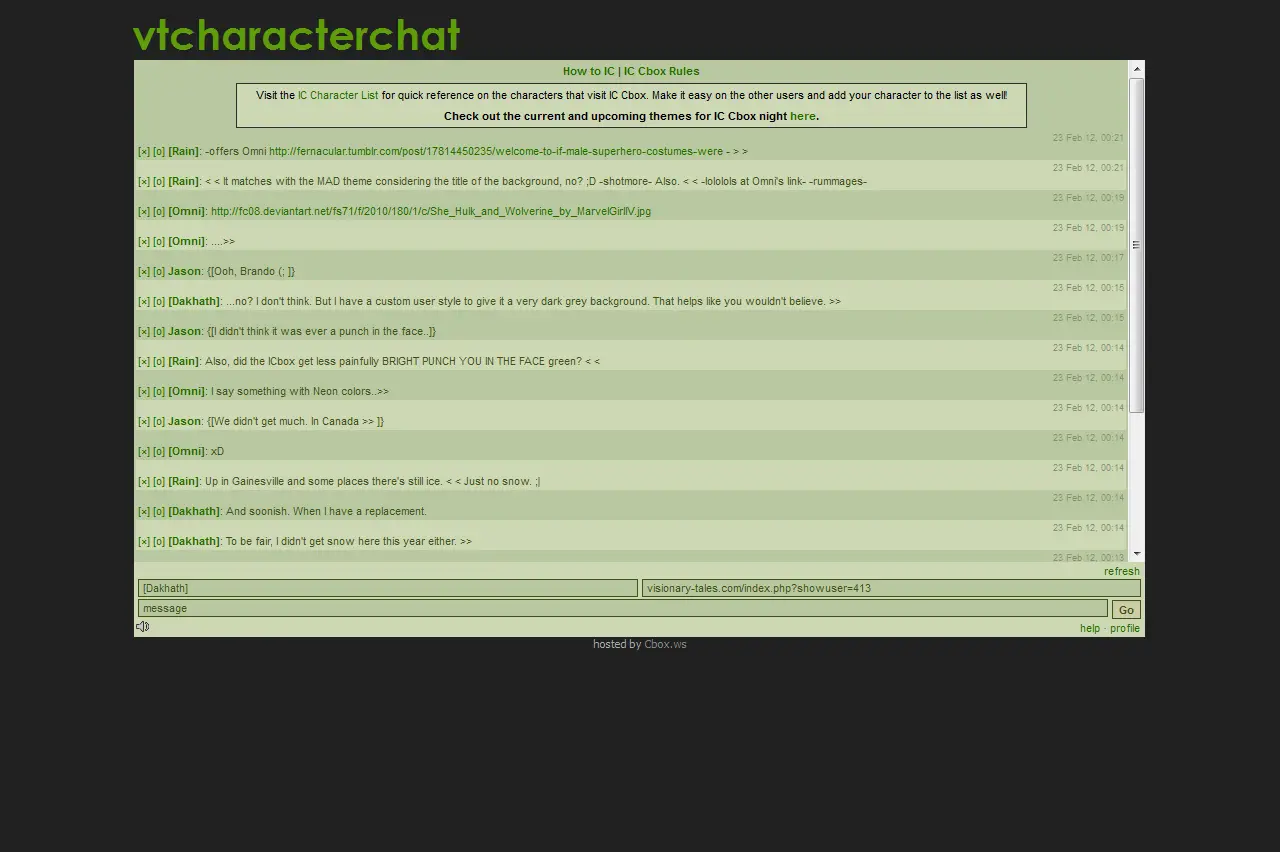 vtcharacterchat
How to IC | IC Cbox Rules
Visit the IC Character List for quick reference on the characters that visit IC Cbox. Make it easy on the other users and add your character to the list as well!
Check out the current and upcoming themes for IC Cbox night here.
23 Feb 12, 00:21
[×] [o] [Rain]: -offers Omni http://fernacular.tumblr.com/post/17814450235/welcome-to-if-male-superhero-costumes-were - > >
23 Feb 12, 00:21
[×] [o] [Rain]: < < It matches with the MAD theme considering the title of the background, no? ;D -shotmore- Also. < < -lololols at Omni's link- -rummages-
23 Feb 12, 00:19
[×] [o] [Omni]: http://fc08.deviantart.net/fs71/f/2010/180/1/c/She_Hulk_and_Wolverine_by_MarvelGirlIV.jpg
23 Feb 12, 00:19
[×] [o] [Omni]: ....>>
23 Feb 12, 00:17
[×] [o] Jason: {[Ooh, Brando (; ]}
23 Feb 12, 00:15
[×] [o] [Dakhath]: ...no? I don't think. But I have a custom user style to give it a very dark grey background. That helps like you wouldn't believe. >>
23 Feb 12, 00:15
[×] [o] Jason: {[I didn't think it was ever a punch in the face..]}
23 Feb 12, 00:14
[×] [o] [Rain]: Also, did the ICbox get less painfully BRIGHT PUNCH YOU IN THE FACE green? < <
23 Feb 12, 00:14
[×] [o] [Omni]: I say something with Neon colors..>>
23 Feb 12, 00:14
[×] [o] Jason: {[We didn't get much. In Canada >> ]}
23 Feb 12, 00:14
[×] [o] [Omni]: xD
23 Feb 12, 00:14
[×] [o] [Rain]: Up in Gainesville and some places there's still ice. < < Just no snow. ;|
23 Feb 12, 00:14
[×] [o] [Dakhath]: And soonish. When I have a replacement.
23 Feb 12, 00:14
[×] [o] [Dakhath]: To be fair, I didn't get snow here this year either. >>
23 Feb 12, 00:13
refresh
[Dakhath] visionary-tales.com/index.php?showuser=413
message Go
help · profile
hosted by Cbox.ws